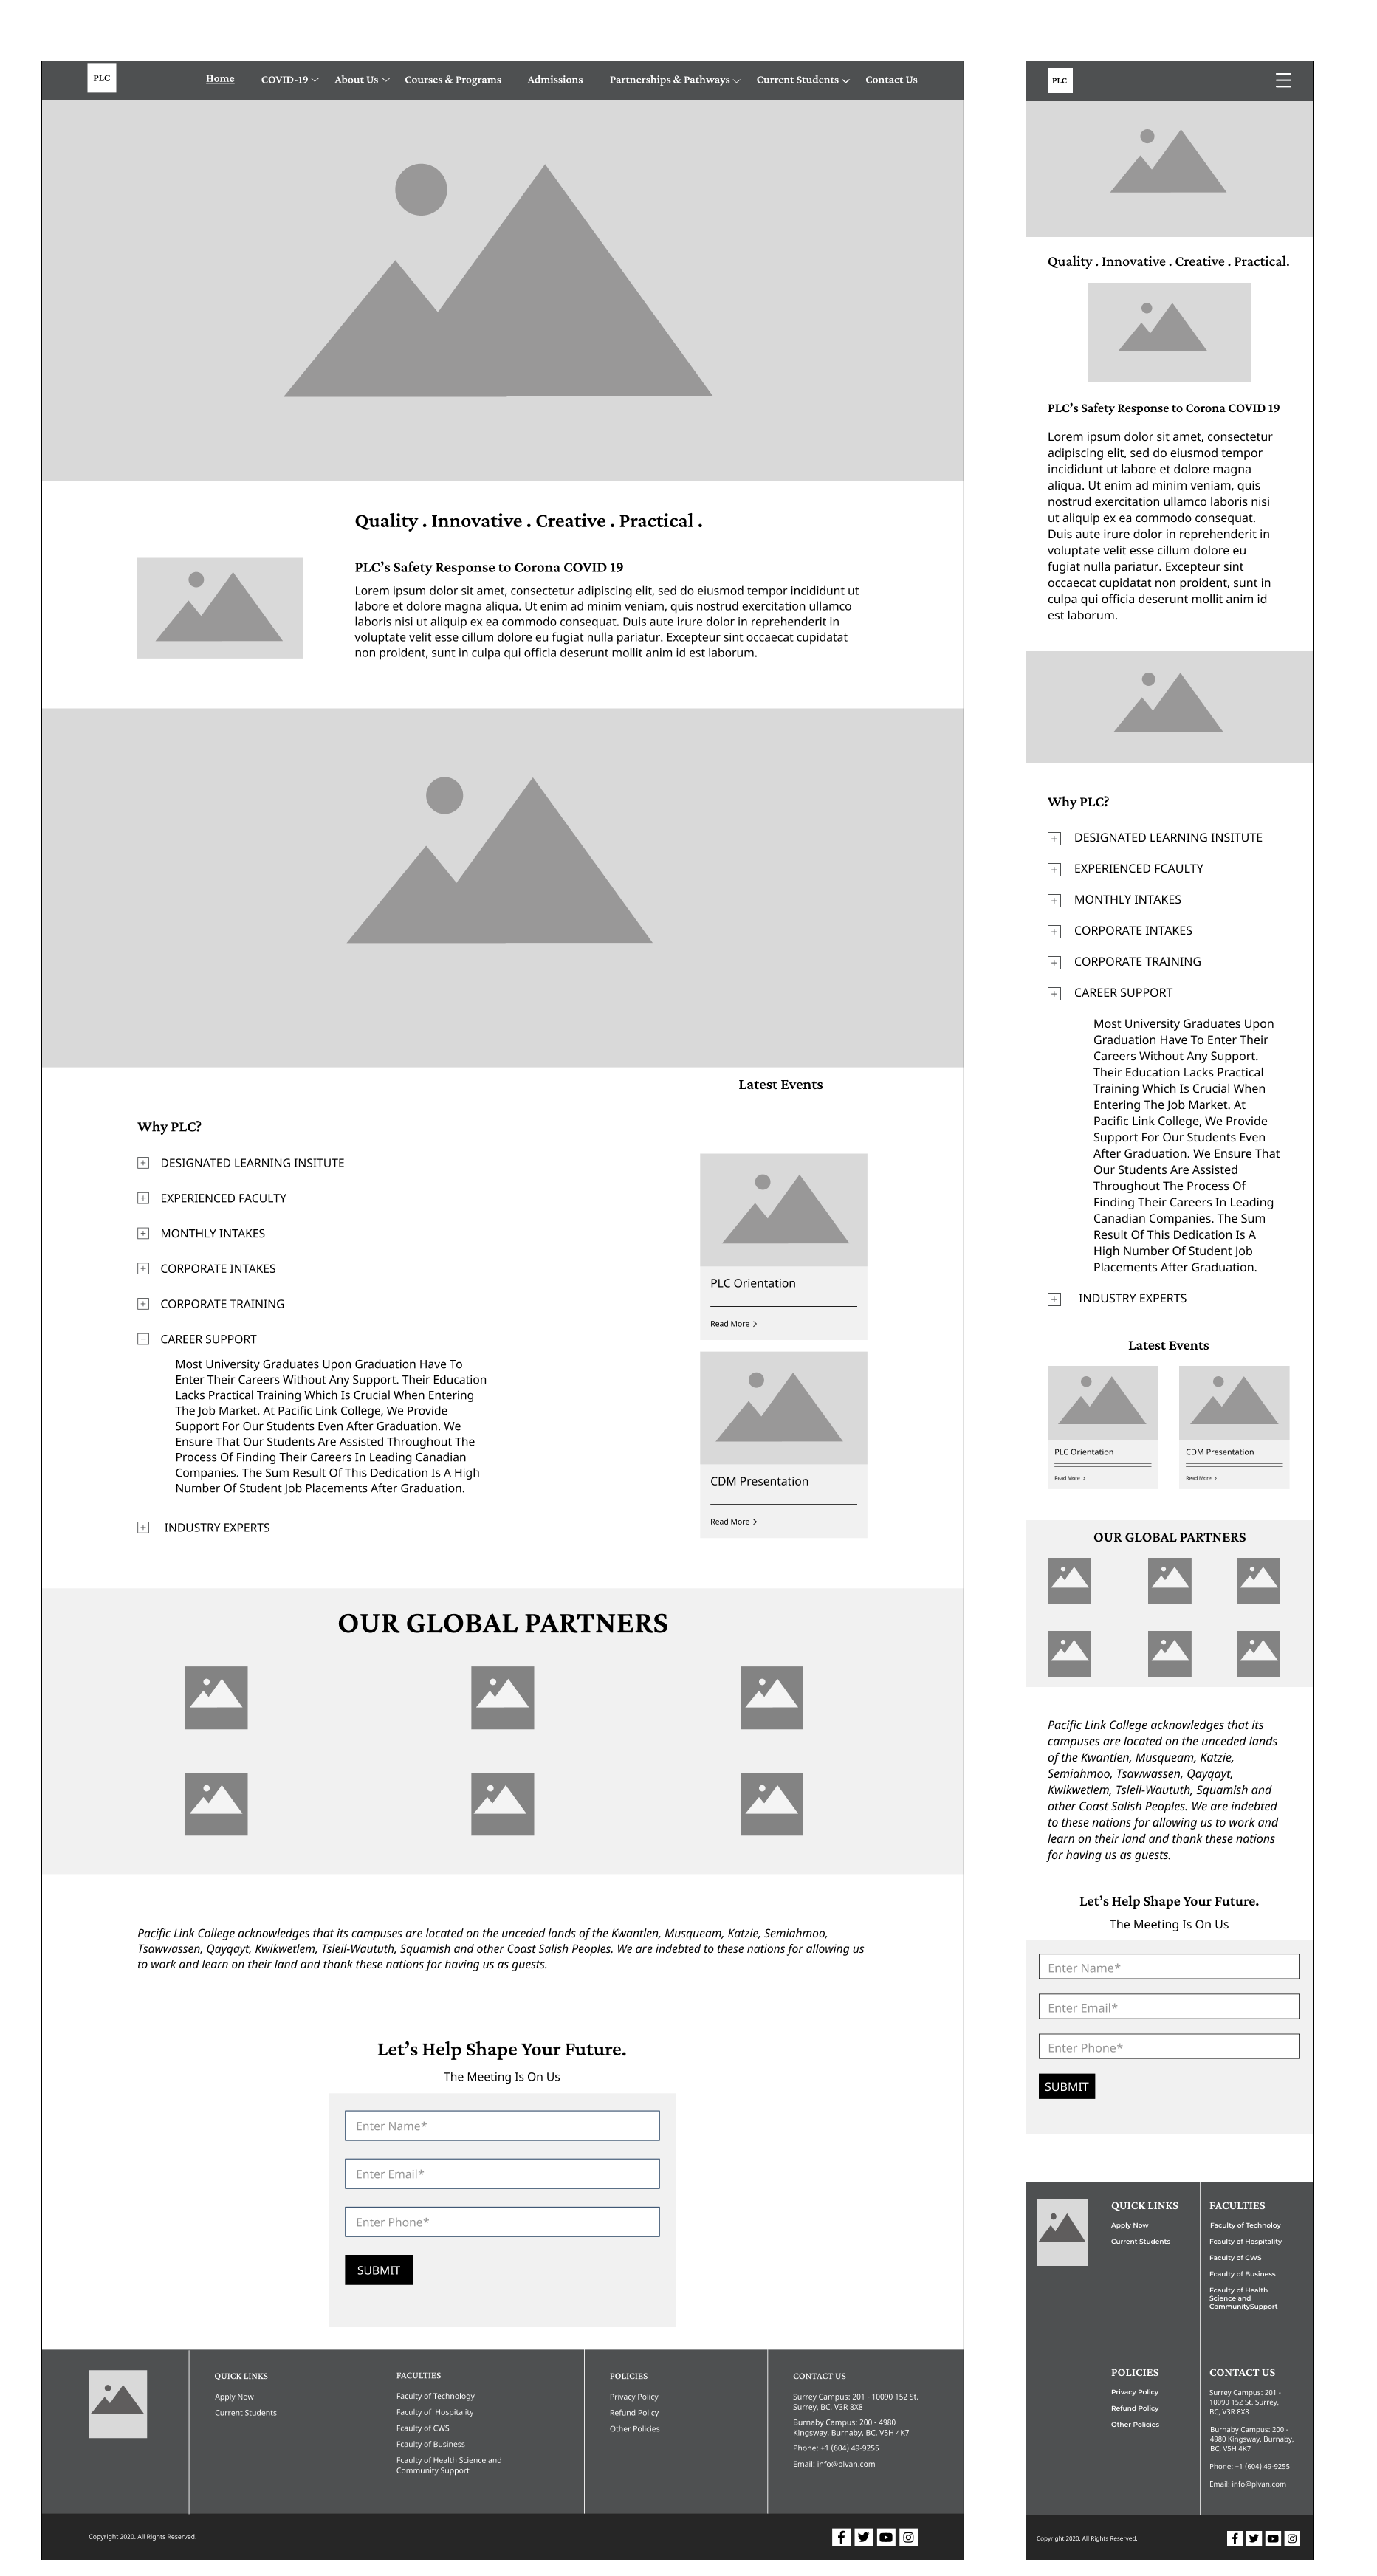 PLC
Home
COVID-19
About Us
Courses & Programs
Admissions
Partnerships & Pathways
Current Students
Contact Us
Quality . Innovative . Creative . Practical .
PLC’s Safety Response to Corona COVID 19
Lorem ipsum dolor sit amet, consectetur adipiscing elit, sed do eiusmod tempor incididunt ut
labore et dolore magna aliqua. Ut enim ad minim veniam, quis nostrud exercitation ullamco
laboris nisi ut aliquip ex ea commodo consequat. Duis aute irure dolor in reprehenderit in
voluptate velit esse cillum dolore eu fugiat nulla pariatur. Excepteur sint occaecat cupidatat
non proident, sunt in culpa qui officia deserunt mollit anim id est laborum.
Latest Events
Why PLC?
DESIGNATED LEARNING INSITUTE
EXPERIENCED FACULTY
MONTHLY INTAKES
CORPORATE INTAKES
CORPORATE TRAINING
CAREER SUPPORT
Most University Graduates Upon Graduation Have To
Enter Their Careers Without Any Support. Their Education
Lacks Practical Training Which Is Crucial When Entering
The Job Market. At Pacific Link College, We Provide
Support For Our Students Even After Graduation. We
Ensure That Our Students Are Assisted Throughout The
Process Of Finding Their Careers In Leading Canadian
Companies. The Sum Result Of This Dedication Is A High
Number Of Student Job Placements After Graduation.
INDUSTRY EXPERTS
PLC Orientation
Read More
CDM Presentation
Read More
OUR GLOBAL PARTNERS
Pacific Link College acknowledges that its campuses are located on the unceded lands of the Kwantlen, Musqueam, Katzie, Semiahmoo,
Tsawwassen, Qayqayt, Kwikwetlem, Tsleil-Waututh, Squamish and other Coast Salish Peoples. We are indebted to these nations for allowing us
to work and learn on their land and thank these nations for having us as guests.
Let’s Help Shape Your Future.
The Meeting Is On Us
Enter Name*
Enter Email*
Enter Phone*
SUBMIT
QUICK LINKS
Apply Now
Current Students
FACULTIES
Faculty of Technology
Faculty of Hospitality
Fcaulty of CWS
Fcaulty of Business
Fcaulty of Health Science and
Community Support
POLICIES
Privacy Policy
Refund Policy
Other Policies
CONTACT US
Surrey Campus: 201 - 10090 152 St.
Surrey, BC, V3R 8X8
Burnaby Campus: 200 - 4980
Kingsway, Burnaby, BC, V5H 4K7
Phone: +1 (604) 49-9255
Email: info@plvan.com
Copyright 2020. All Rights Reserved.
PLC
Quality . Innovative . Creative . Practical.
PLC’s Safety Response to Corona COVID 19
Lorem ipsum dolor sit amet, consectetur
adipiscing elit, sed do eiusmod tempor
incididunt ut labore et dolore magna
aliqua. Ut enim ad minim veniam, quis
nostrud exercitation ullamco laboris nisi
ut aliquip ex ea commodo consequat.
Duis aute irure dolor in reprehenderit in
voluptate velit esse cillum dolore eu
fugiat nulla pariatur. Excepteur sint
occaecat cupidatat non proident, sunt in
culpa qui officia deserunt mollit anim id
est laborum.
Why PLC?
DESIGNATED LEARNING INSITUTE
EXPERIENCED FCAULTY
MONTHLY INTAKES
CORPORATE INTAKES
CORPORATE TRAINING
CAREER SUPPORT
Most University Graduates Upon
Graduation Have To Enter Their
Careers Without Any Support.
Their Education Lacks Practical
Training Which Is Crucial When
Entering The Job Market. At
Pacific Link College, We Provide
Support For Our Students Even
After Graduation. We Ensure That
Our Students Are Assisted
Throughout The Process Of
Finding Their Careers In Leading
Canadian Companies. The Sum
Result Of This Dedication Is A
High Number Of Student Job
Placements After Graduation.
INDUSTRY EXPERTS
Latest Events
PLC Orientation
Read More
CDM Presentation
Read More
OUR GLOBAL PARTNERS
Pacific Link College acknowledges that its
campuses are located on the unceded lands
of the Kwantlen, Musqueam, Katzie,
Semiahmoo, Tsawwassen, Qayqayt,
Kwikwetlem, Tsleil-Waututh, Squamish and
other Coast Salish Peoples. We are indebted
to these nations for allowing us to work and
learn on their land and thank these nations
for having us as guests.
Let’s Help Shape Your Future.
The Meeting Is On Us
Enter Name*
Enter Email*
Enter Phone*
SUBMIT
QUICK LINKS
Apply Now
Current Students
FACULTIES
Faculty of Technoloy
Fcaulty of Hospitality
Faculty of CWS
Fcaulty of Business
Fcaulty of Health
Science and
CommunitySupport
POLICIES
Privacy Policy
Refund Policy
Other Policies
CONTACT US
Surrey Campus: 201 -
10090 152 St. Surrey,
BC, V3R 8X8
Burnaby Campus: 200 -
4980 Kingsway, Burnaby,
BC, V5H 4K7
Phone: +1 (604) 49-9255
Email: info@plvan.com
Copyright 2020. All Rights Reserved.